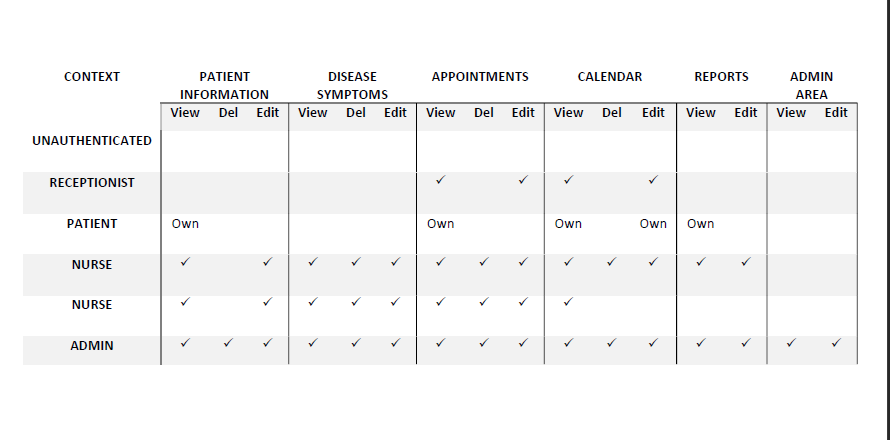 CONTEXT PATIENT INFORMATION DISEASE SYMPTOMS APPOINTMENTS CALENDAR REPORTS ADMIN AREA
View Del Edit View Del Edit View Del Edit View Del Edit View Edit View Edit
UNAUTHENTICATED
RECEPTIONIST ✓ ✓ ✓ ✓
PATIENT Own Own Own Own Own
NURSE ✓ ✓ ✓ ✓ ✓ ✓ ✓ ✓ ✓ ✓ ✓ ✓ ✓
NURSE ✓ ✓ ✓ ✓ ✓ ✓ ✓ ✓ ✓
ADMIN ✓ ✓ ✓ ✓ ✓ ✓ ✓ ✓ ✓ ✓ ✓ ✓ ✓ ✓ ✓ ✓